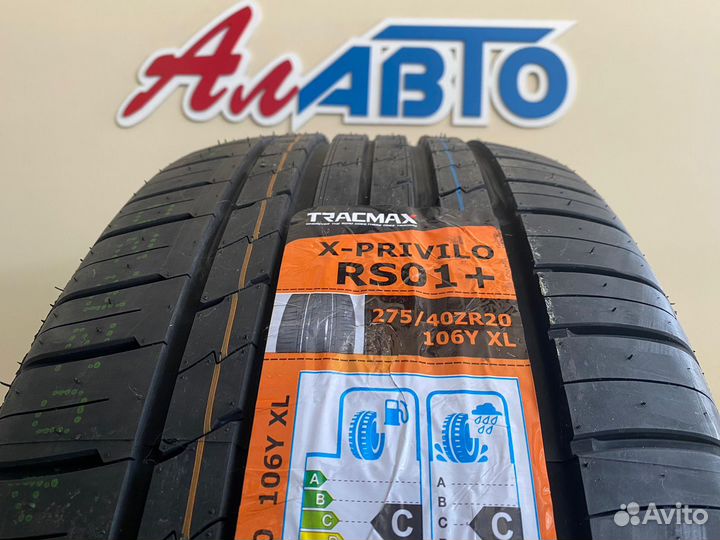 АлАВТО
TRACMAX
X-PRIVILO
RS01+
275/40ZR20
106Y XL
106Y XL
A
B
C
A
B
C
C
C
Avito